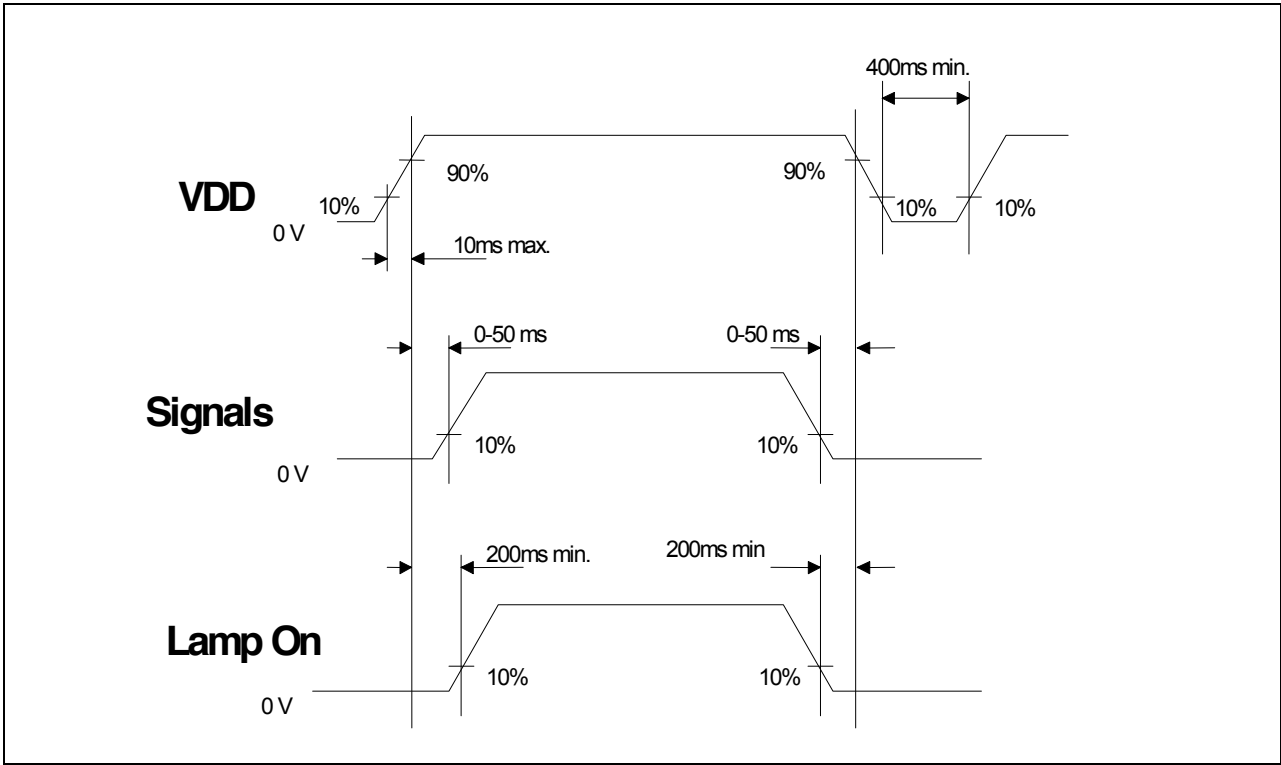 400ms min.
90%
90%
VDD
10%
10%
10%
0 V
10ms max.
0-50 ms
0-50 ms
Signals
10%
10%
0 V
200ms min.
200ms min
Lamp On
10%
10%
0 V